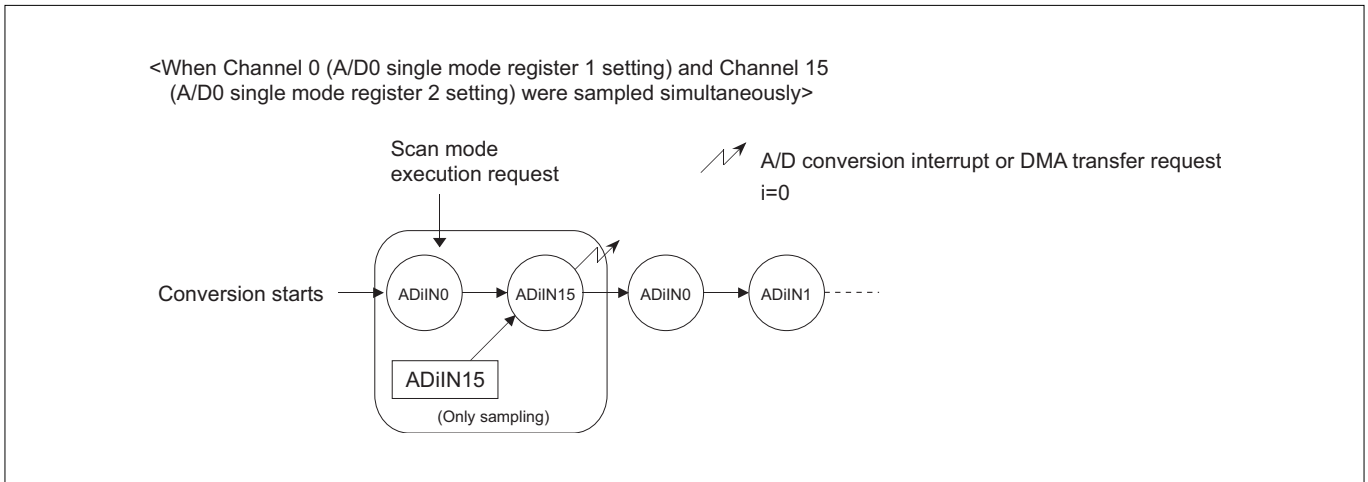 <When Channel 0 (A/D0 single mode register 1 setting) and Channel 15
(A/D0 single mode register 2 setting) were sampled simultaneously>
Scan mode
execution request
A/D conversion interrupt or DMA transfer request
i=0
Conversion starts
ADiIN0
ADiIN15
ADiIN0
ADiIN1
ADiIN15
(Only sampling)